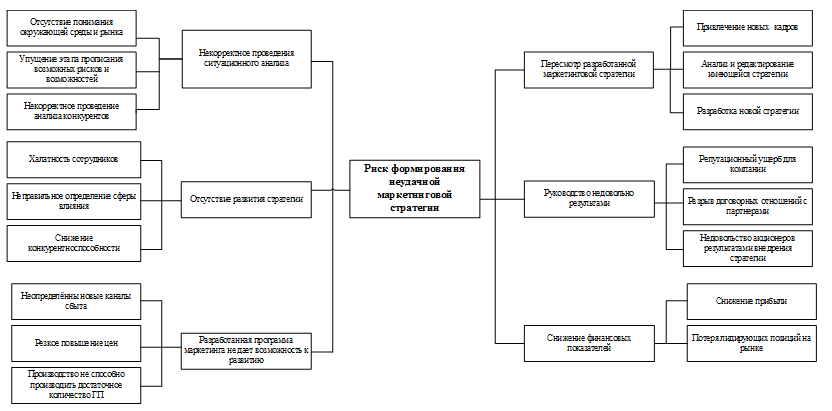 Отсутствие понимания
окружающей среды и рынка
Упущение этапа прописания
возможных рисков и
возможностей
Некорректное проведение
анализа конкурентов
Некорректное проведения
ситуационного анализа
Халатность сотрудников
Неправильное определение сферы
влияния
Снижение
конкурентноспособности
Отсутствие развития стратегии
Неопределённы новые каналы
сбыта
Резкое повышение цен
Производство не способно
производить достаточное
количество ГП
Разработанная программа
маркетинга не дает возможность к
развитию
Риск формирования
неудачной
маркетинговой
стратегии
Пересмотр разработанной
маркетинговой стратегии
Привлечение новых кадров
Анализ и редактирование
имеющейся стратегии
Разработка новой стратегии
Руководство недовольно
результатами
Репутационный ущерб для
компании
Разрыв договорных отношений с
партнерами
Недовольство акционеров
результатами внедрения
стратегии
Снижение финансовых
показателей
Снижение прибыли
Потеря лидирующих позиций на
рынке